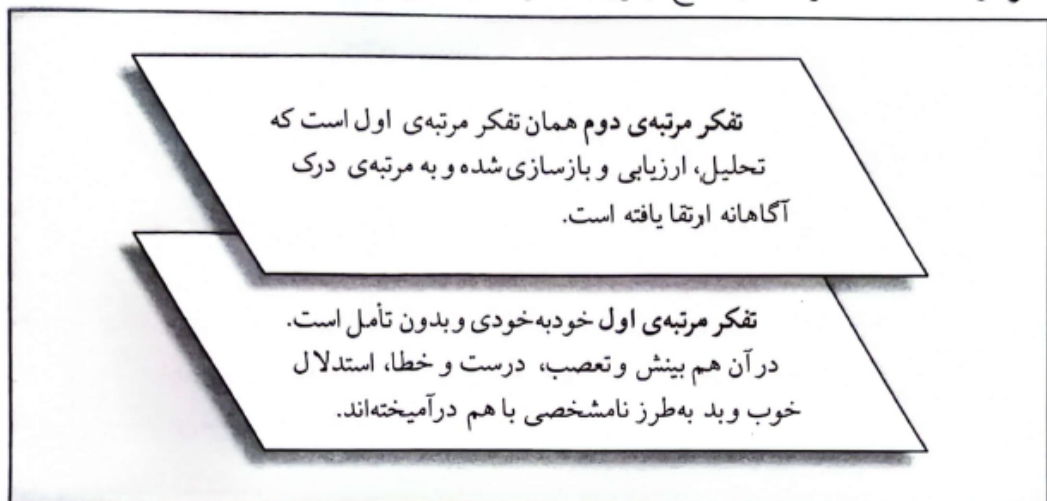 تفکر مرتبه‌ی دوم همان تفکر مرتبه‌ی اول است که
تحلیل، ارزیابی و بازسازی شده و به مرتبه‌ی درک
آگاهانه ارتقا یافته است.
تفکر مرتبه‌ی اول خودبه‌خودی و بدون تأمل است.
در آن هم بینش و تعصب، درست و خطا، استدلال
خوب و بد به‌طرز نامشخصی با هم درآمیخته‌اند.